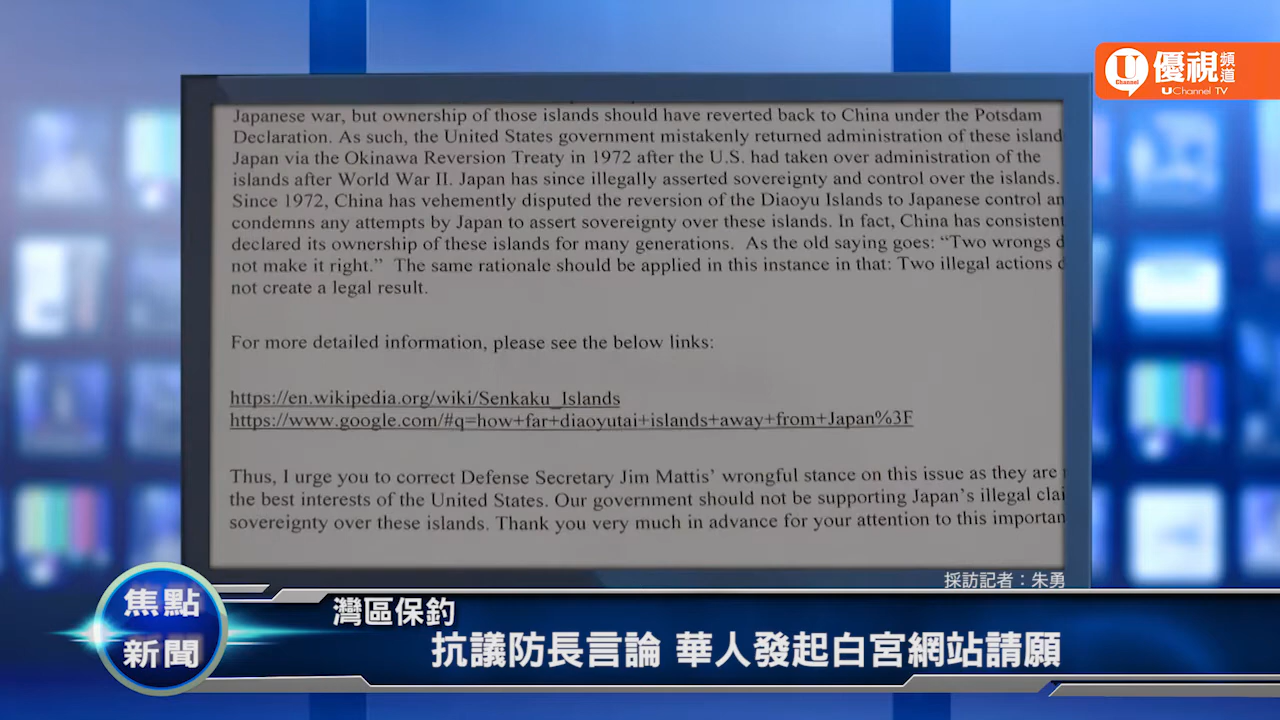 U
Channel
優視
頻道
UChannel TV
Japanese war, but ownership of those islands should have reverted back to China under the Potsdam
Declaration. As such, the United States government mistakenly returned administration of these island
Japan via the Okinawa Reversion Treaty in 1972 after the U.S. had taken over administration of the
islands after World War II. Japan has since illegally asserted sovereignty and control over the islands.
Since 1972, China has vehemently disputed the reversion of the Diaoyu Islands to Japanese control an
condemns any attempts by Japan to assert sovereignty over these islands. In fact, China has consistent
declared its ownership of these islands for many generations. As the old saying goes: “Two wrongs d
not make it right.” The same rationale should be applied in this instance in that: Two illegal actions d
not create a legal result.
For more detailed information, please see the below links:
https://en.wikipedia.org/wiki/Senkaku_Islands
https://www.google.com/#q=how+far+diaoyutai+islands+away+from+Japan%3F
Thus, I urge you to correct Defense Secretary Jim Mattis’ wrongful stance on this issue as they are
the best interests of the United States. Our government should not be supporting Japan’s illegal clai
sovereignty over these islands. Thank you very much in advance for your attention to this importan
採訪記者：朱勇
焦點
新聞
灣區保釣
抗議防長言論 華人發起白宮網站請願